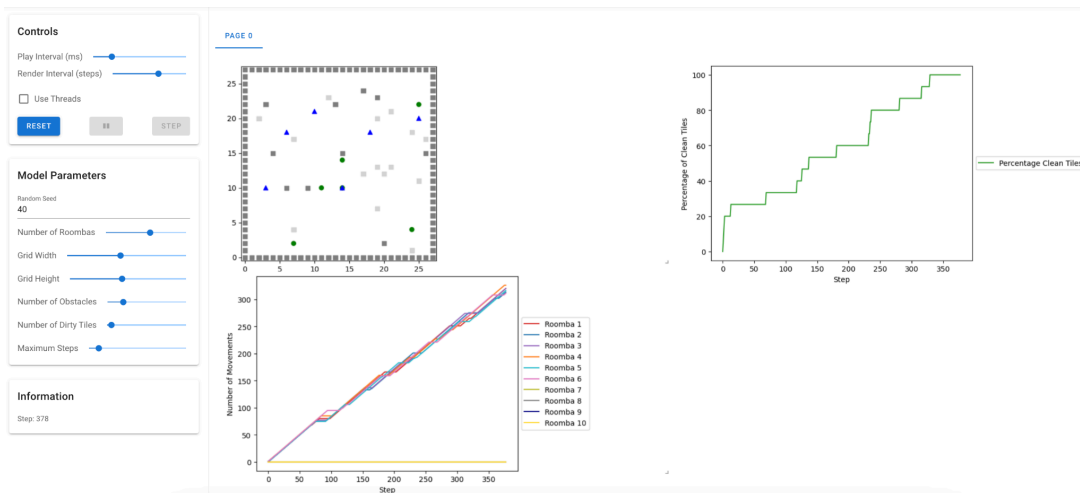 Controls
Play Interval (ms)
Render Interval (steps)
Use Threads
RESET
STEP
Model Parameters
Random Seed
40
Number of Roombas
Grid Width
Grid Height
Number of Obstacles
Number of Dirty Tiles
Maximum Steps
Information
Step: 378
PAGE 0
25
20
15
10
5
0
0 5 10 15 20 25
Percentage of Clean Tiles
100
80
60
40
20
0
0 50 100 150 200 250 300 350
Step
Percentage Clean Tiles
Number of Movements
300
250
200
150
100
50
0
0 50 100 150 200 250 300 350
Step
Roomba 1
Roomba 2
Roomba 3
Roomba 4
Roomba 5
Roomba 6
Roomba 7
Roomba 8
Roomba 9
Roomba 10